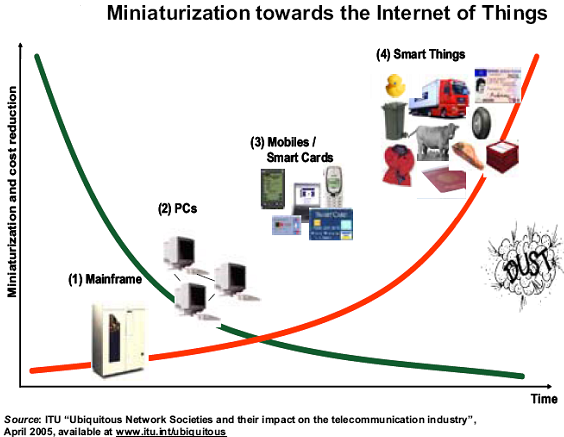 Miniaturization towards the Internet of Things
(4) Smart Things
(3) Mobiles /
Smart Cards
SMART CARD
(2) PCs
(1) Mainframe
DUST
Miniaturization and cost reduction
Time
Source: ITU “Ubiquitous Network Societies and their impact on the telecommunication industry”,
April 2005, available at www.itu.int/ubiquitous